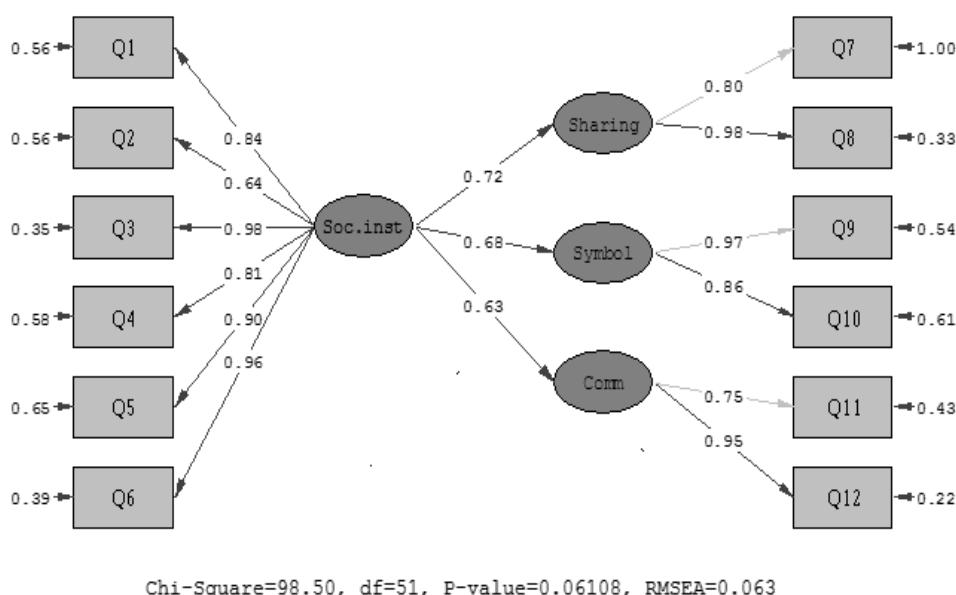 0.56 Q1 0.84
0.56 Q2 0.64
0.35 Q3 0.98
0.58 Q4 0.81
0.65 Q5 0.90
0.39 Q6 0.96
Soc.inst
0.72 Sharing
0.68 Symbol
0.63 Comm
0.80 Q7 1.00
0.98 Q8 0.33
0.97 Q9 0.54
0.86 Q10 0.61
0.75 Q11 0.43
0.95 Q12 0.22
Chi-Square=98.50, df=51, P-value=0.06108, RMSEA=0.063